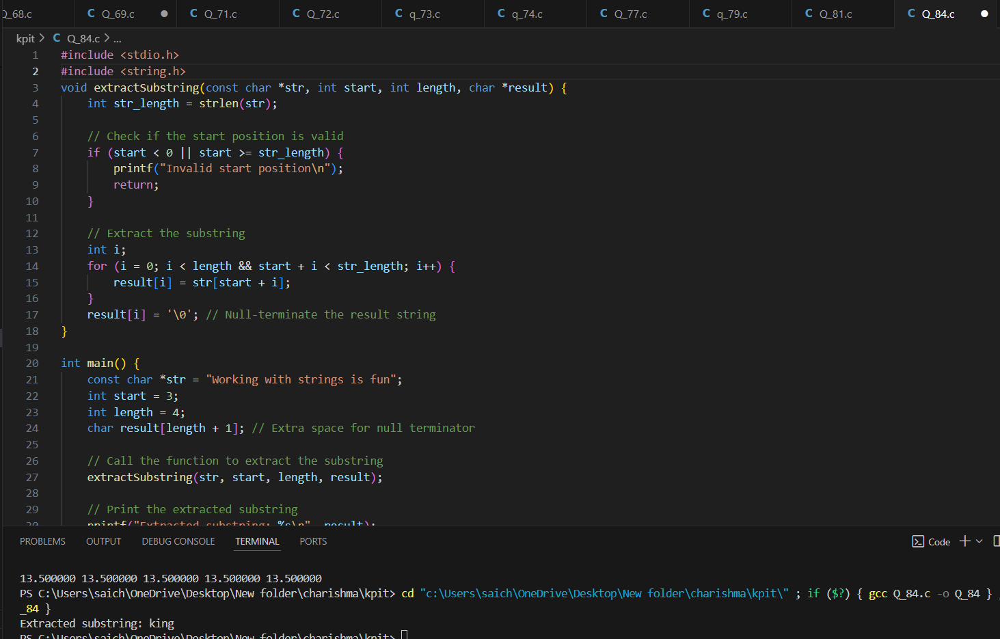 Q_68.c C Q_69.c C Q_71.c C Q_72.c C q_73.c C q_74.c C Q_77.c C q_79.c C Q_81.c C Q_84.c
kpit > C Q_84.c > ...
1 #include <stdio.h>
2 #include <string.h>
3 void extractSubstring(const char *str, int start, int length, char *result) {
4 int str_length = strlen(str);
5
6 // Check if the start position is valid
7 if (start < 0 || start >= str_length) {
8 printf("Invalid start position\n");
9 return;
10 }
11
12 // Extract the substring
13 int i;
14 for (i = 0; i < length && start + i < str_length; i++) {
15 result[i] = str[start + i];
16 }
17 result[i] = '\0'; // Null-terminate the result string
18 }
19
20 int main() {
21 const char *str = "Working with strings is fun";
22 int start = 3;
23 int length = 4;
24 char result[length + 1]; // Extra space for null terminator
25
26 // Call the function to extract the substring
27 extractSubstring(str, start, length, result);
28
29 // Print the extracted substring
30 printf("Extracted substring: %s\n", result);
PROBLEMS OUTPUT DEBUG CONSOLE TERMINAL PORTS Code
13.500000 13.500000 13.500000 13.500000 13.500000
PS C:\Users\saich\OneDrive\Desktop\New folder\charishma\kpit> cd "c:\Users\saich\OneDrive\Desktop\New folder\charishma\kpit\" ; if ($?) { gcc Q_84.c -o Q_84 }
_84 }
Extracted substring: king
PS C:\Users\saich\OneDrive\Desktop\New folder\charishma\kpit>